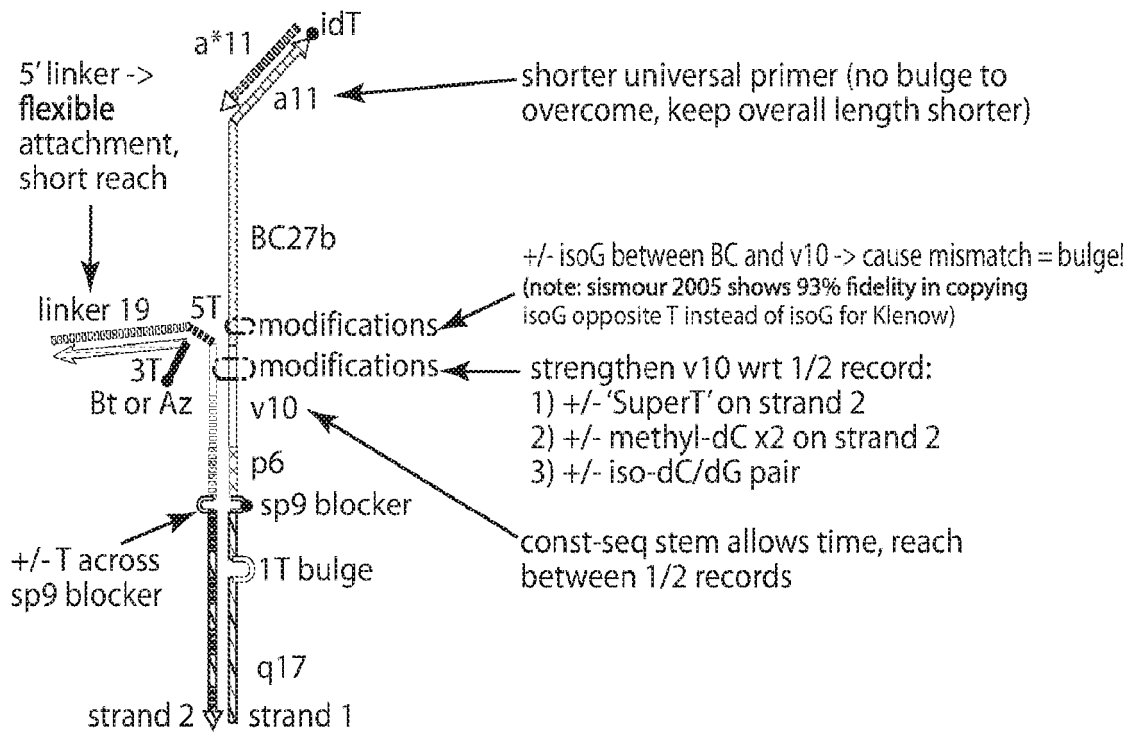 idT
a*11
a11
5' linker ->
flexible
attachment,
short reach
shorter universal primer (no bulge to
overcome, keep overall length shorter)
BC27b
+/- isoG between BC and v10 -> cause mismatch = bulge!
(note: sismour 2005 shows 93% fidelity in copying
isoG opposite T instead of isoG for Klenow)
linker 19
5T
modifications
3T
modifications
Bt or Az
strengthen v10 wrt 1/2 record:
1) +/- 'SuperT' on strand 2
2) +/- methyl-dC x2 on strand 2
3) +/- iso-dC/dG pair
v10
p6
sp9 blocker
+/- T across
sp9 blocker
1T bulge
const-seq stem allows time, reach
between 1/2 records
q17
strand 2
strand 1